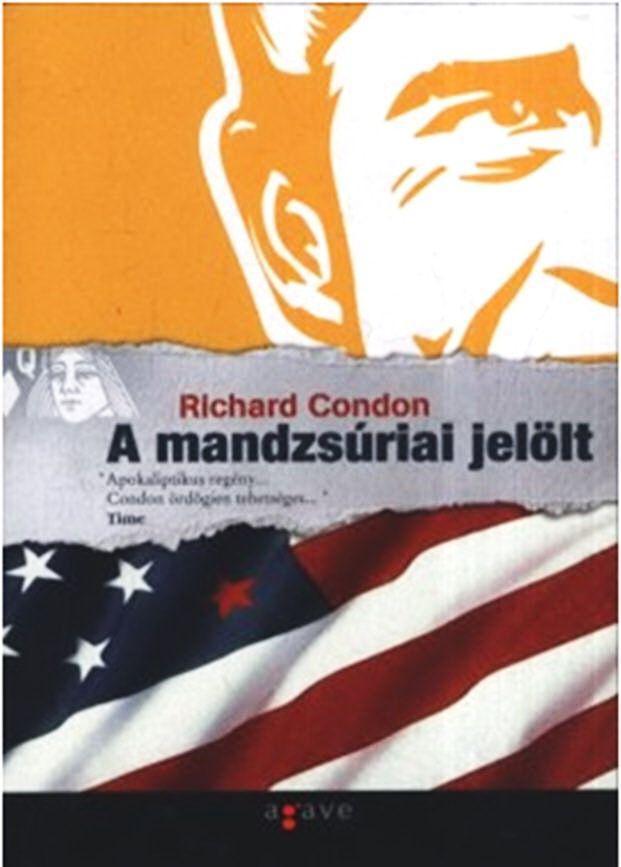 Q
Richard Condon
A mandzsúriai jelölt
"Apokaliptikus regény...
Condon ördögien tehetséges..."
Time
agave